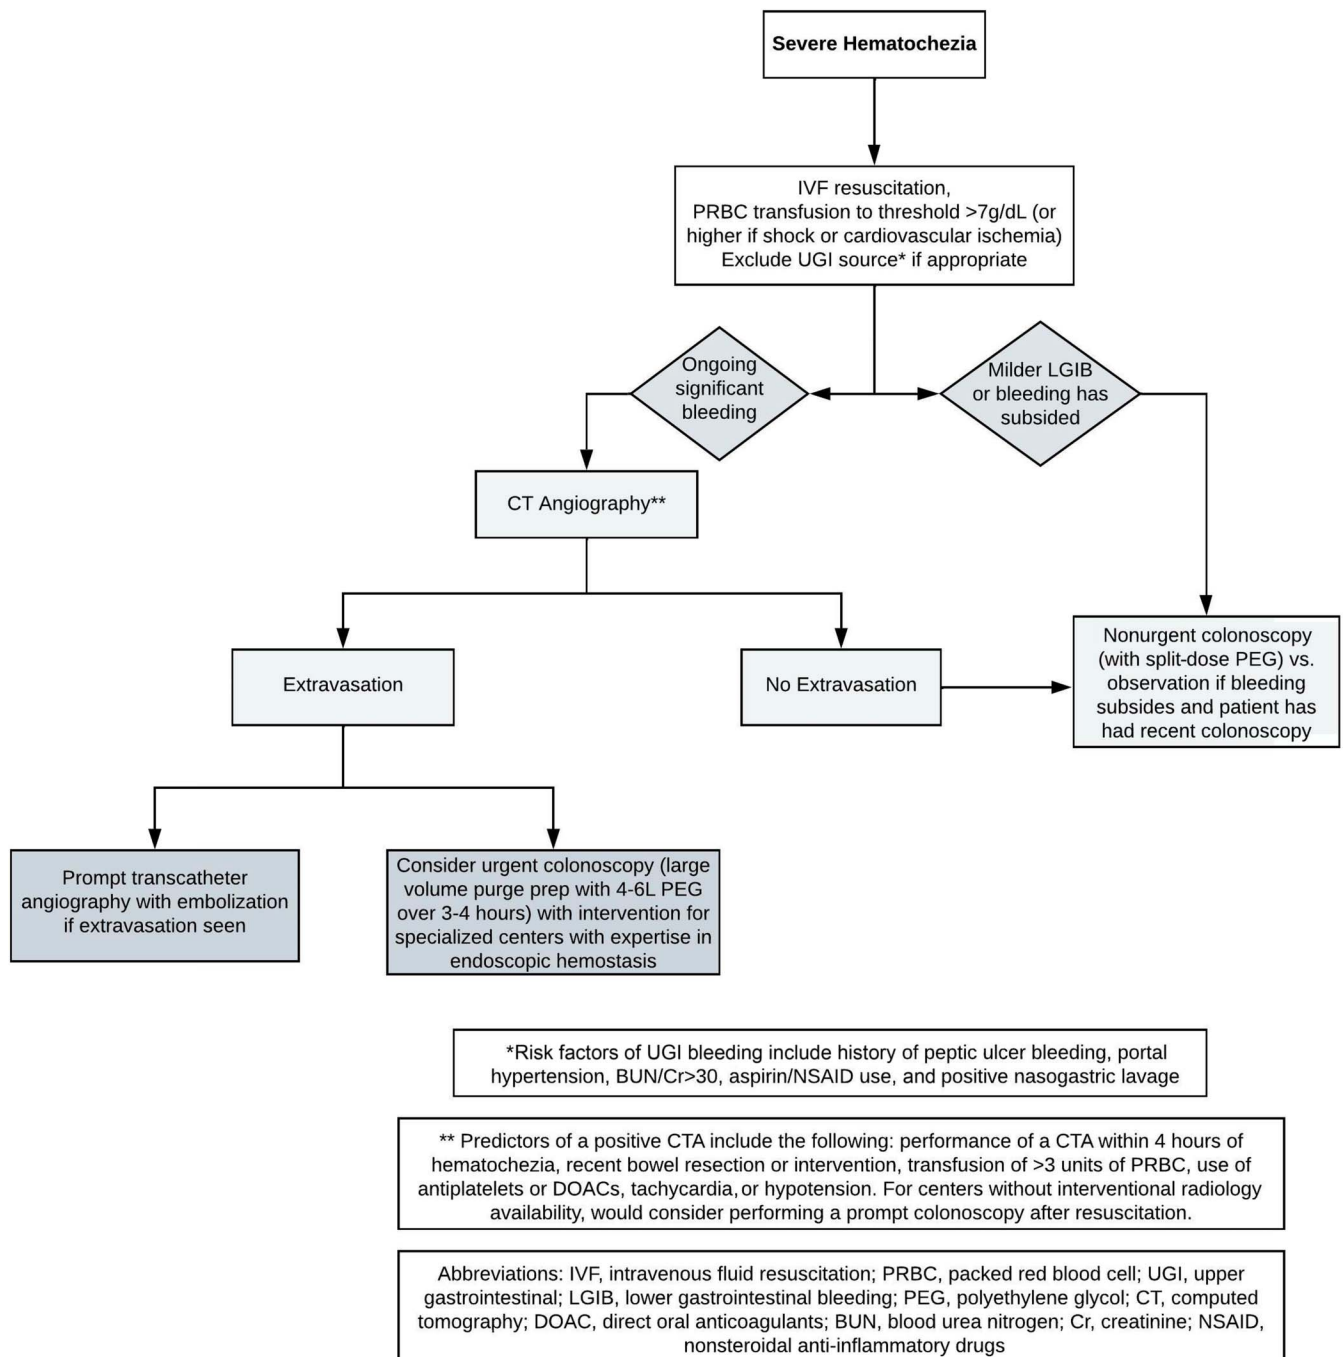 Severe Hematochezia
IVF resuscitation,
PRBC transfusion to threshold >7g/dL (or
higher if shock or cardiovascular ischemia)
Exclude UGI source* if appropriate
Ongoing
significant
bleeding
Milder LGIB
or bleeding has
subsided
CT Angiography**
Extravasation
No Extravasation
Nonurgent colonoscopy
(with split-dose PEG) vs.
observation if bleeding
subsides and patient has
had recent colonoscopy
Prompt transcatheter
angiography with embolization
if extravasation seen
Consider urgent colonoscopy (large
volume purge prep with 4-6L PEG
over 3-4 hours) with intervention for
specialized centers with expertise in
endoscopic hemostasis
*Risk factors of UGI bleeding include history of peptic ulcer bleeding, portal
hypertension, BUN/Cr>30, aspirin/NSAID use, and positive nasogastric lavage
** Predictors of a positive CTA include the following: performance of a CTA within 4 hours of
hematochezia, recent bowel resection or intervention, transfusion of >3 units of PRBC, use of
antiplatelets or DOACs, tachycardia, or hypotension. For centers without interventional radiology
availability, would consider performing a prompt colonoscopy after resuscitation.
Abbreviations: IVF, intravenous fluid resuscitation; PRBC, packed red blood cell; UGI, upper
gastrointestinal; LGIB, lower gastrointestinal bleeding; PEG, polyethylene glycol; CT, computed
tomography; DOAC, direct oral anticoagulants; BUN, blood urea nitrogen; Cr, creatinine; NSAID,
nonsteroidal anti-inflammatory drugs